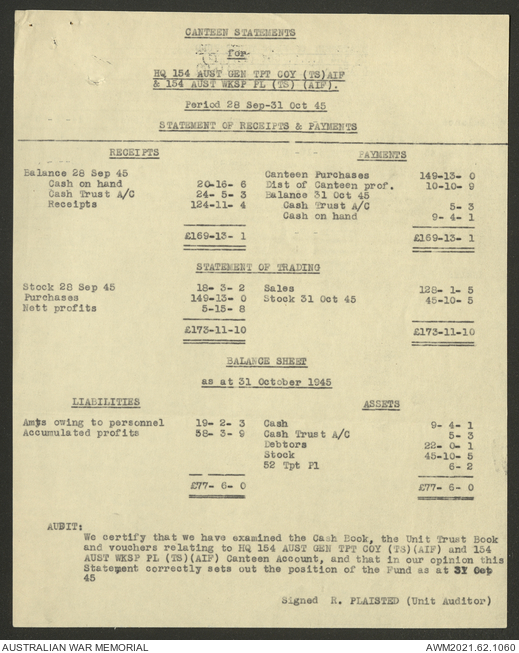 CANTEEN STATEMENTS
for
HQ 154 AUST GEN TPT COY (TS)AIF
& 154 AUST WKSP PL (TS) (AIF).
Period 28 Sep-31 Oct 45
STATEMENT OF RECEIPTS & PAYMENTS
RECEIPTS PAYMENTS
Balance 28 Sep 45 Canteen Purchases 149-13- 0
Cash on hand 20-16- 6 Dist of Canteen prof. 10-10- 9
Cash Trust A/C 24- 5- 3 Balance 31 Oct 45
Receipts 124-11- 4 Cash Trust A/C 5- 3
Cash on hand 9- 4- 1
£169-13- 1 £169-13- 1
STATEMENT OF TRADING
Stock 28 Sep 45 18- 3- 2 Sales 128- 1- 5
Purchases 149-13- 0 Stock 31 Oct 45 45-10- 5
Nett profits 5-15- 8
£173-11-10 £173-11-10
BALANCE SHEET
as at 31 October 1945
LIABILITIES ASSETS
Amts owing to personnel 19- 2- 3 Cash 9- 4- 1
Accumulated profits 58- 3- 9 Cash Trust A/C 5- 3
Debtors 22- 0- 1
Stock 45-10- 5
52 Tpt Pl 6- 2
£77- 6- 0 £77- 6- 0
AUDIT:
We certify that we have examined the Cash Book, the Unit Trust Book
and vouchers relating to HQ 154 AUST GEN TPT COY (TS)(AIF) and 154
AUST WKSP PL (TS)(AIF) Canteen Account, and that in our opinion this
Statement correctly sets out the position of the Fund as at 31 Oct
45
Signed R. PLAISTED (Unit Auditor)
AUSTRALIAN WAR MEMORIAL AWM2021.62.1060